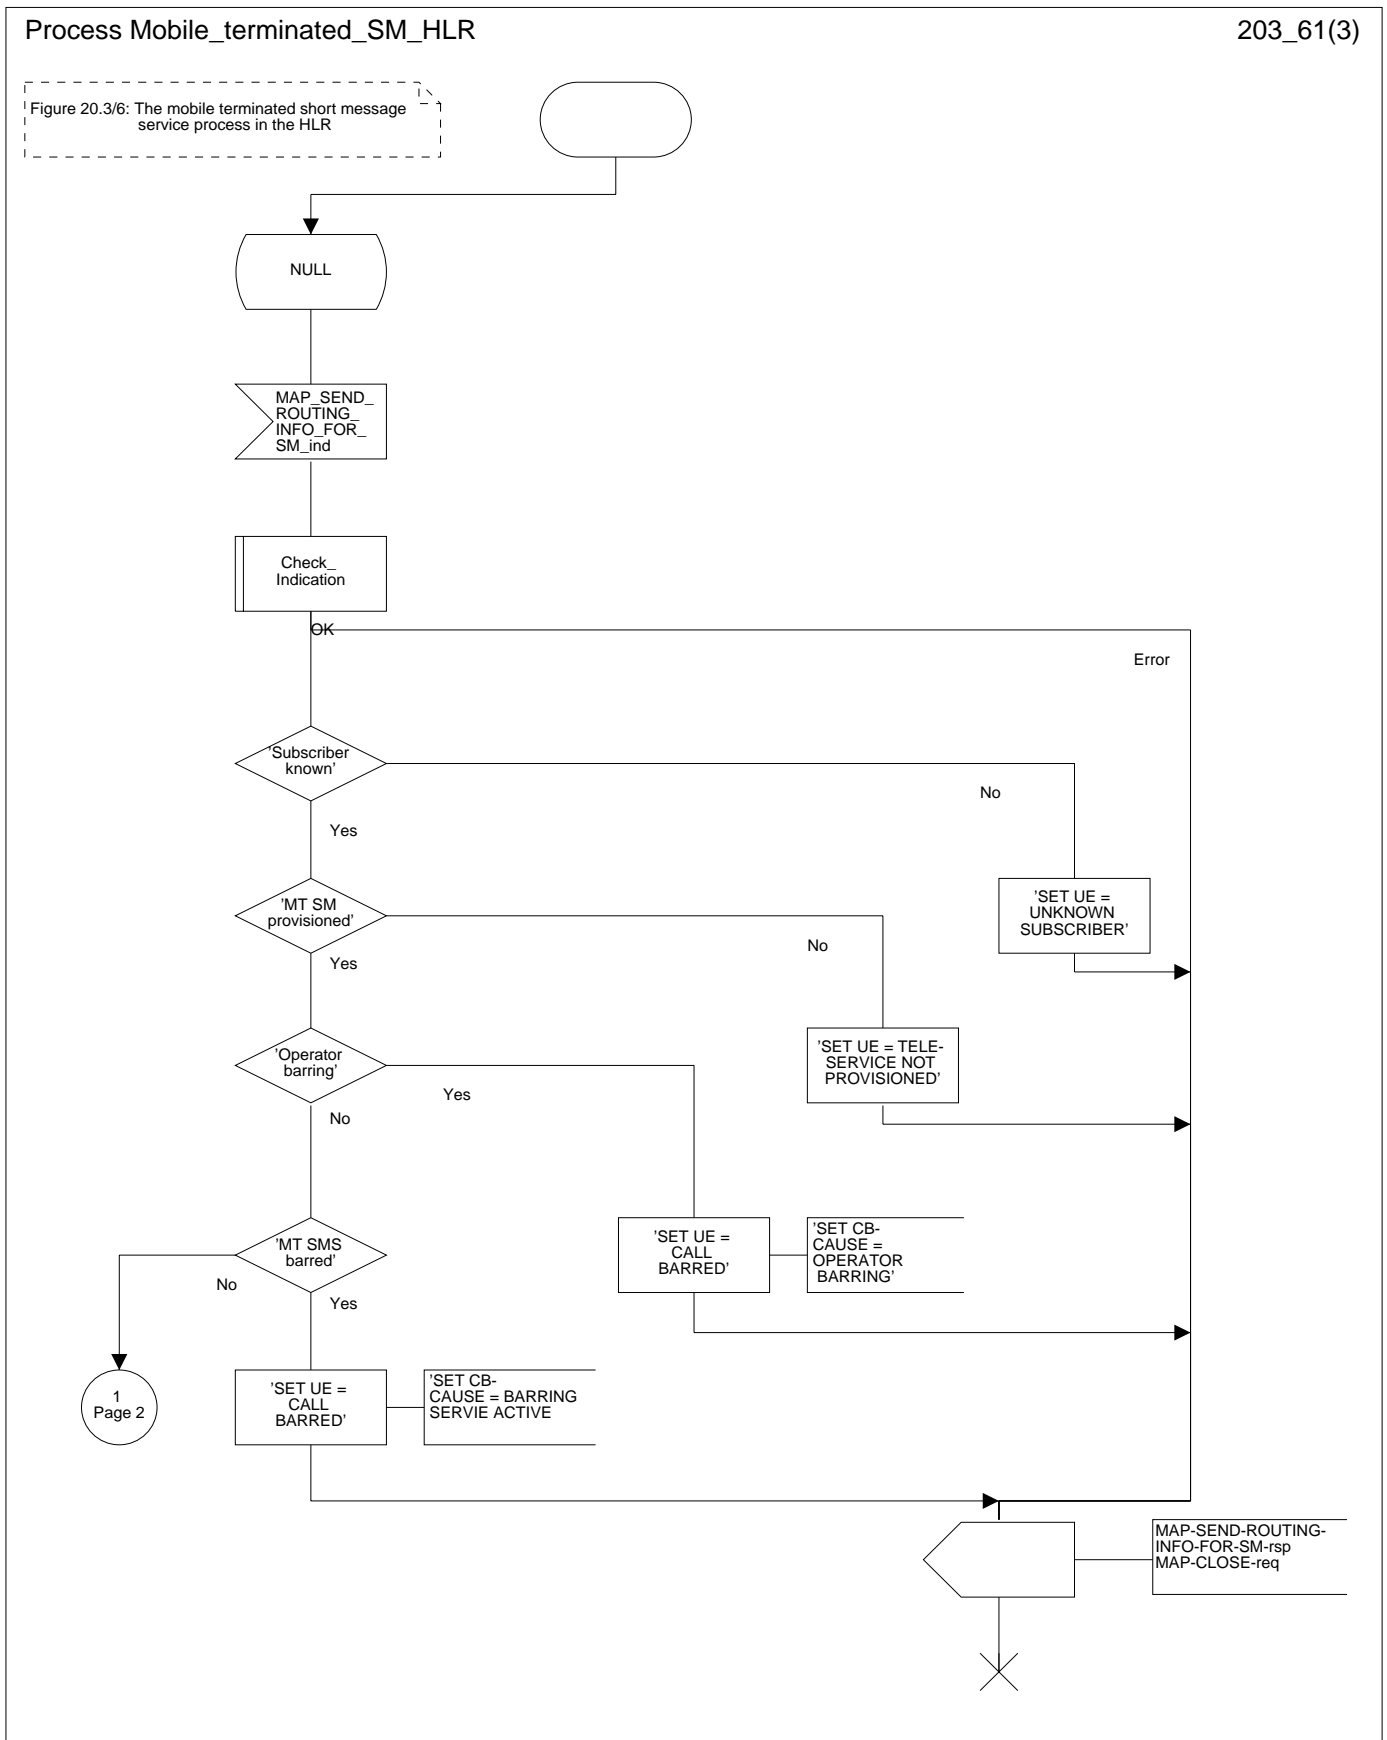 Process Mobile_terminated_SM_HLR
203_61(3)
Figure 20.3/6: The mobile terminated short message
service process in the HLR
NULL
MAP_SEND_
ROUTING_
INFO_FOR_
SM_ind
Check_
Indication
OK
Error
'Subscriber
known'
No
Yes
'SET UE =
UNKNOWN
SUBSCRIBER'
'MT SM
provisioned'
No
Yes
'SET UE = TELE-
SERVICE NOT
PROVISIONED'
'Operator
barring'
Yes
No
'SET UE =
CALL
BARRED'
'SET CB-
CAUSE =
OPERATOR
BARRING'
'MT SMS
barred'
No
Yes
1
Page 2
'SET UE =
CALL
BARRED'
'SET CB-
CAUSE = BARRING
SERVIE ACTIVE
MAP-SEND-ROUTING-
INFO-FOR-SM-rsp
MAP-CLOSE-req